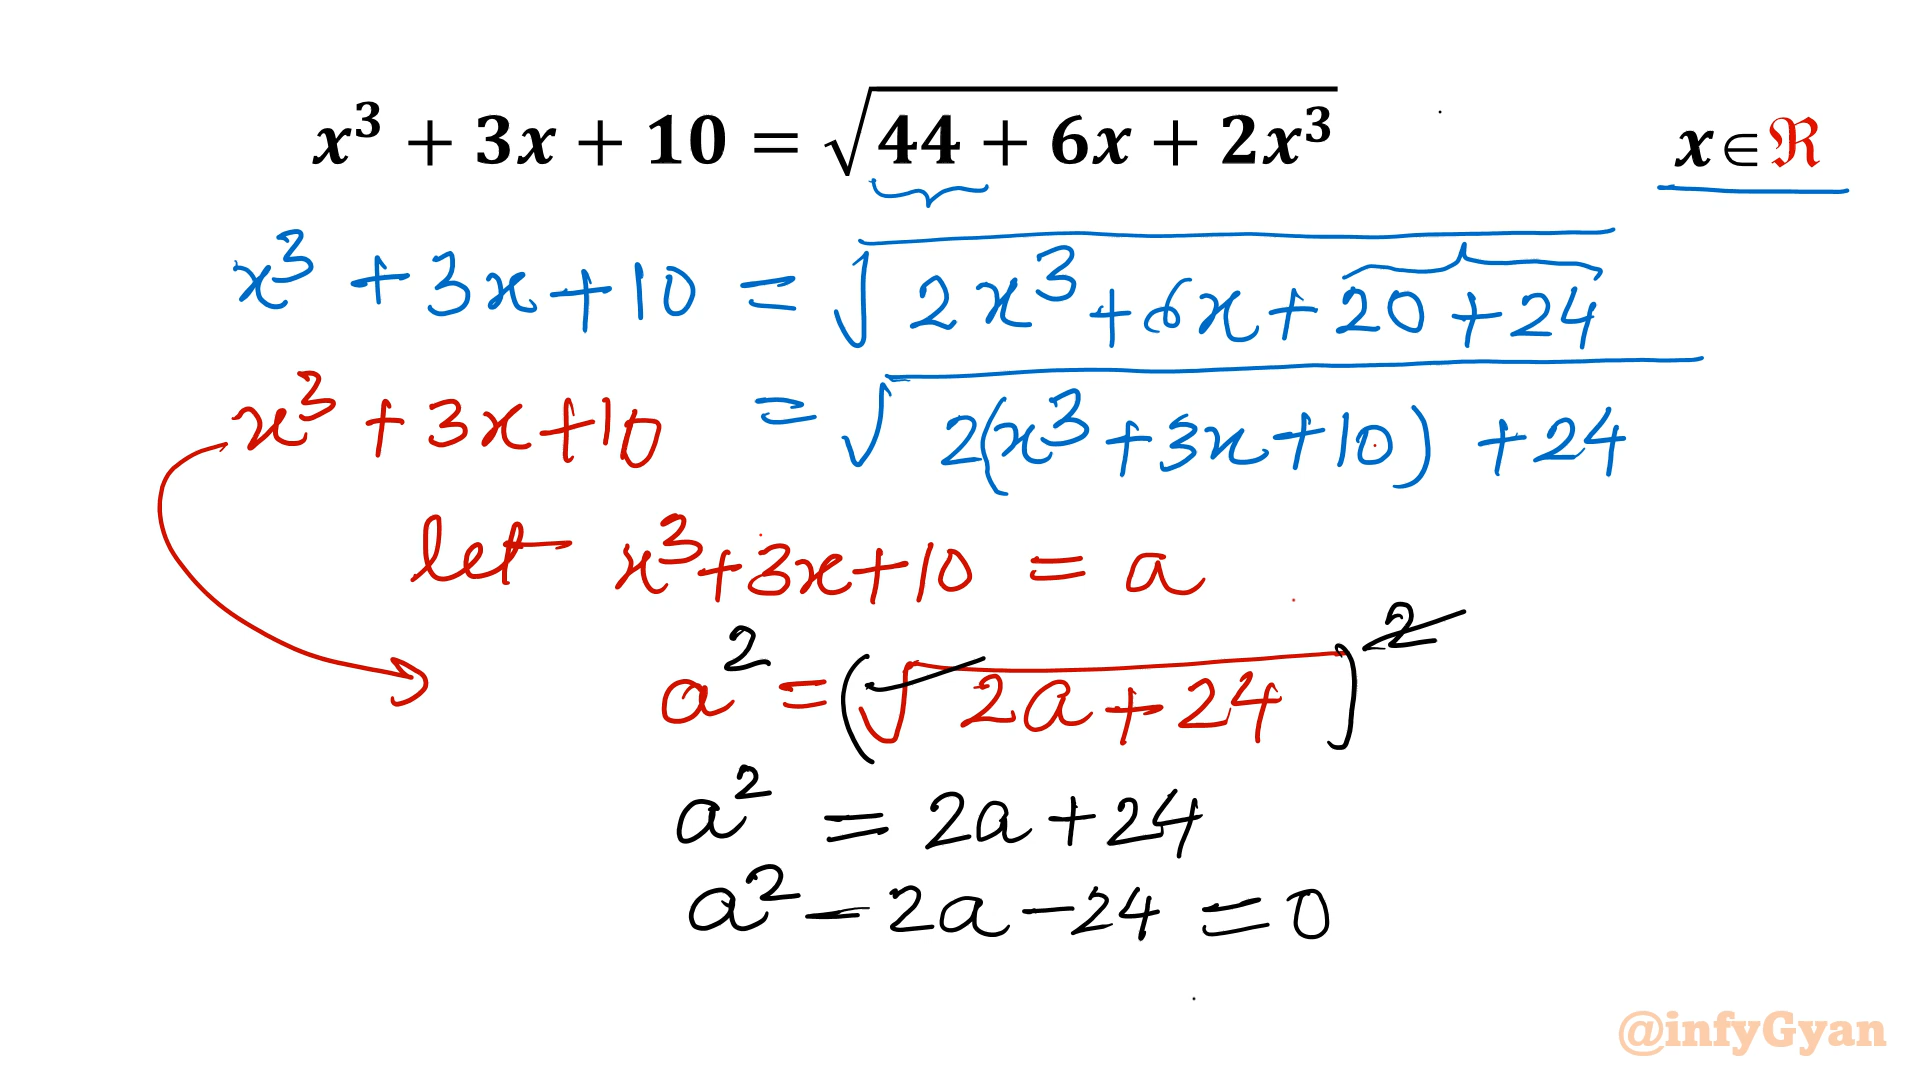 x³ + 3x + 10 = √(44 + 6x + 2x³)    x∈ℜ
x³ + 3x + 10 = √(2x³ + 6x + 20 + 24)
x³ + 3x + 10 = √(2(x³ + 3x + 10) + 24)
let x³ + 3x + 10 = a
a² = (√(2a + 24))²
a² = 2a + 24
a² − 2a − 24 = 0
@infyGyan